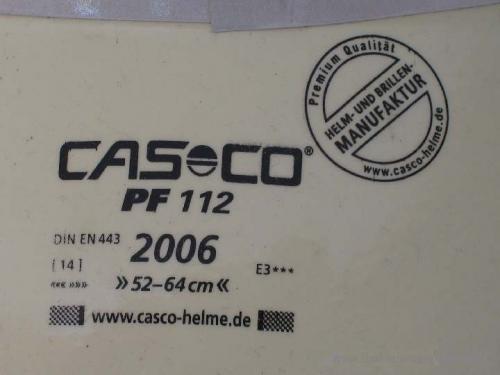 Premium Qualität
HELM- UND BRILLEN-
MANUFAKTUR
www.casco-helme.de
CASCO®
PF 112
DIN EN 443 2006
[14] »52–64 cm« E3***
««« »»»
www.casco-helme.de